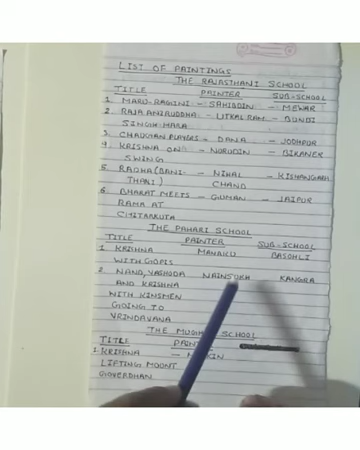 LIST OF PAINTINGS
THE RAJASTHANI SCHOOL
TITLE PAINTER SUB-SCHOOL
1. MARU-RAGINI - SAHIBDIN - MEWAR
2. RAJA ANIRUDDHA - UTKAL RAM - BUNDI
SINGH HARA
3. CHAUGHAN PLAYERS - DANA - JODHPUR
4. KRISHNA ON - NURUDIN - BIKANER
SWING
5. RADHA (BANI- - NIHAL - KISHANGARH
THANI) CHAND
6. BHARAT MEETS - GUMAN - JAIPUR
RAMA AT
CHITRAKUTA
THE PAHARI SCHOOL
TITLE PAINTER SUB-SCHOOL
1. KRISHNA MANAKU BASOHLI
WITH GOPIS
2. NAND, YASHODA NAINSUKH KANGRA
AND KRISHNA
WITH KINSMEN
GOING TO
VRINDAVANA
THE SCHOOL
TITLE
1. KRISHNA -
LIFTING MOUNT
GOVERDHAN